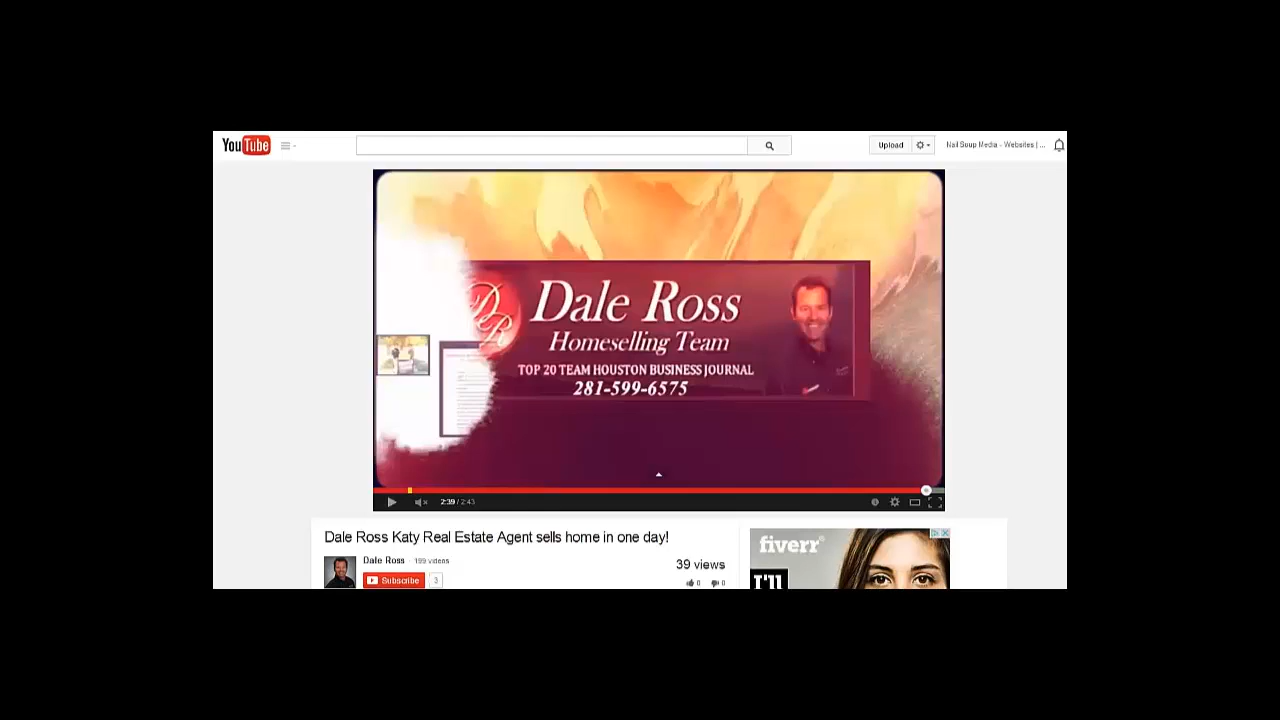 YouTube
Upload
Nail Soup Media - Websites | ...
DR
Dale Ross
Homeselling Team
TOP 20 TEAM HOUSTON BUSINESS JOURNAL
281-599-6575
2:39 / 2:43
Dale Ross Katy Real Estate Agent sells home in one day!
Dale Ross · 199 videos
39 views
Subscribe 3
0 0
fiverr®
I'll